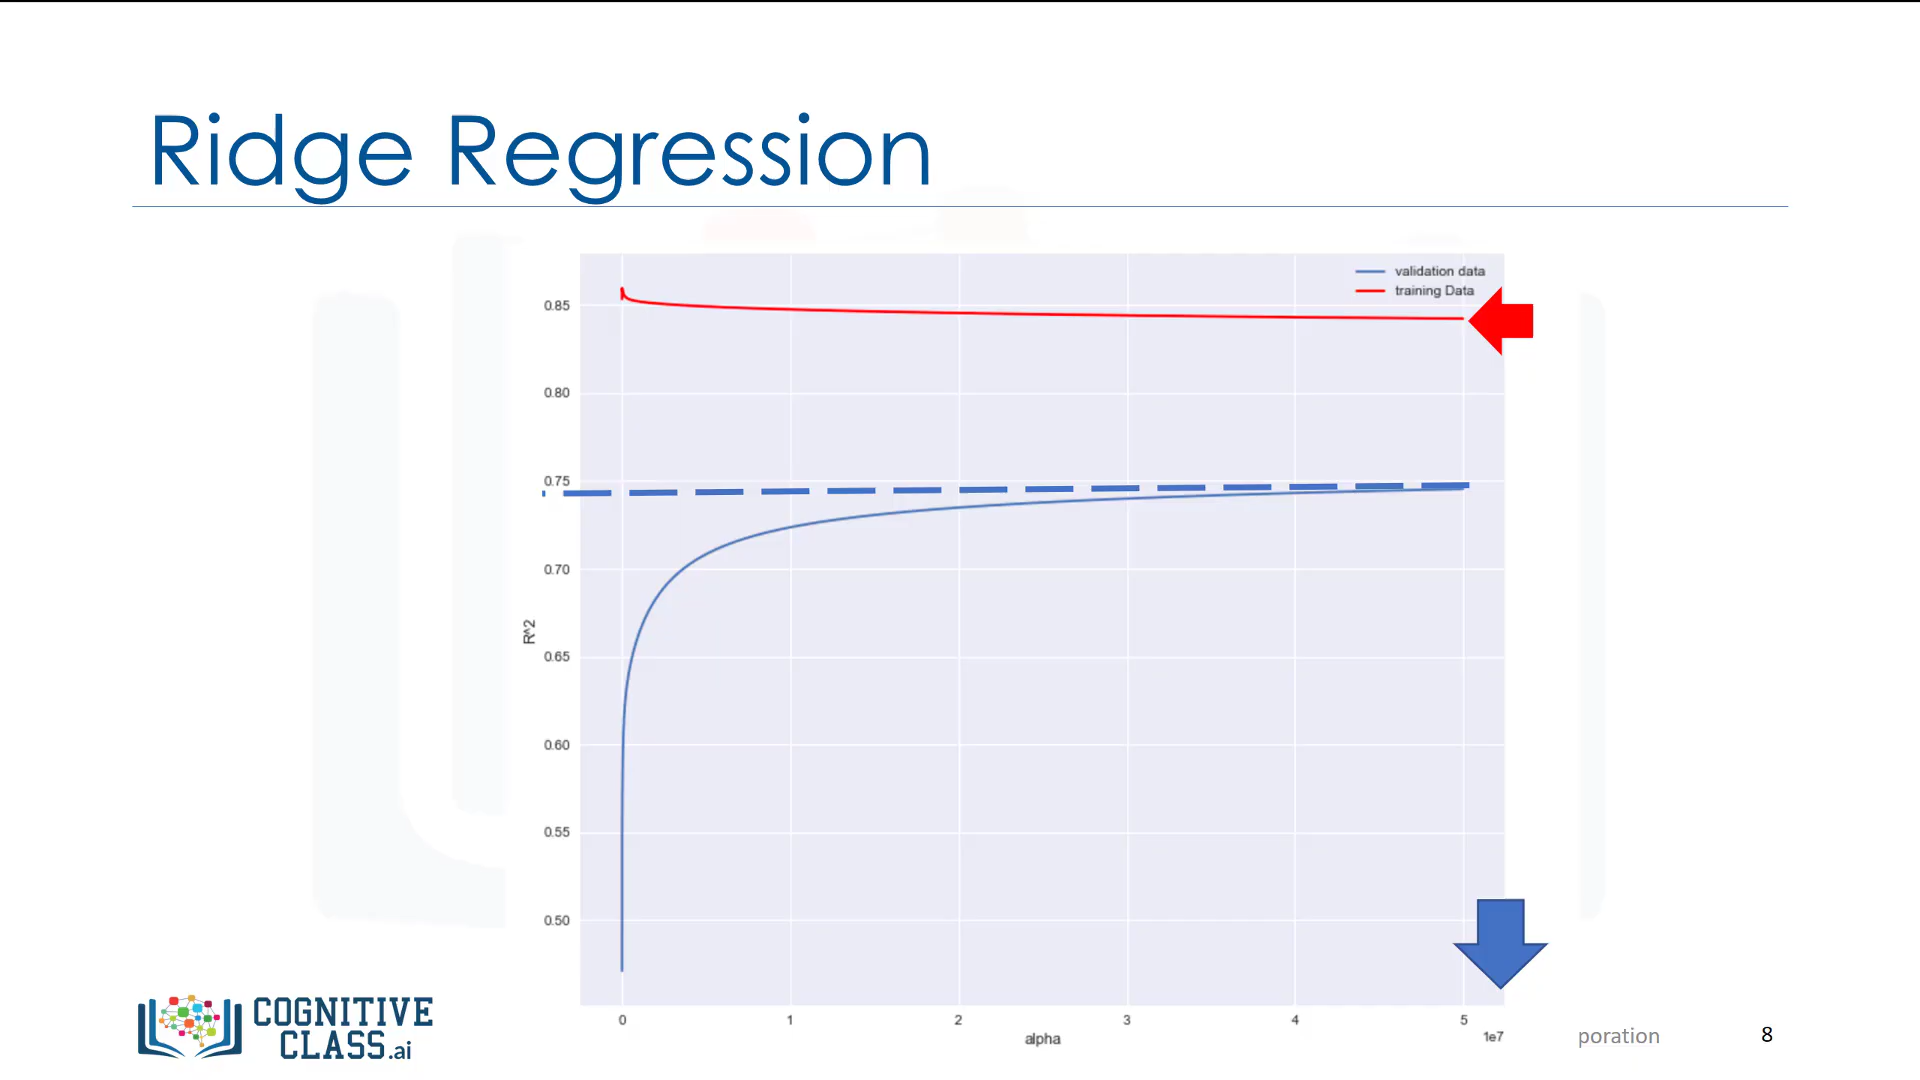 Ridge Regression
validation data
training Data
0.85
0.80
0.75
0.70
0.65
0.60
0.55
0.50
R^2
0 1 2 3 4 5
1e7
alpha
COGNITIVE
CLASS.ai
poration
8